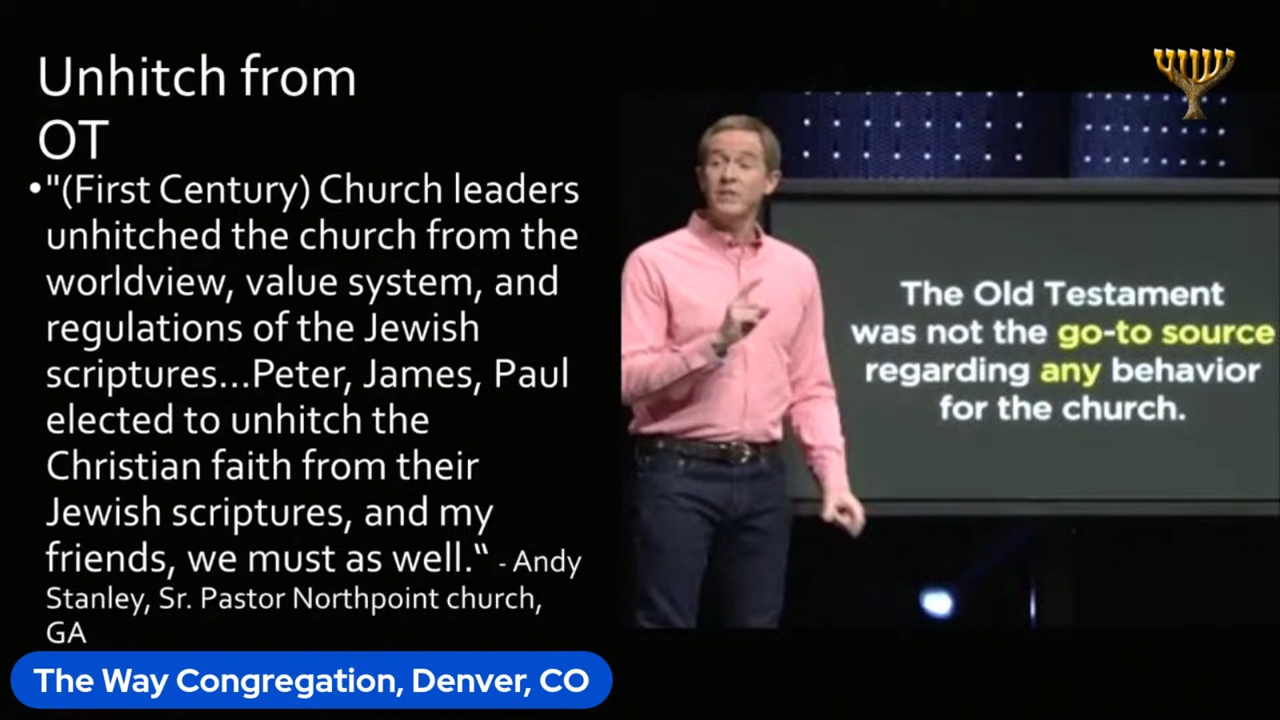 Unhitch from
OT
•"(First Century) Church leaders
unhitched the church from the
worldview, value system, and
regulations of the Jewish
scriptures...Peter, James, Paul
elected to unhitch the
Christian faith from their
Jewish scriptures, and my
friends, we must as well.“ - Andy
Stanley, Sr. Pastor Northpoint church,
GA
The Old Testament
was not the go-to source
regarding any behavior
for the church.
The Way Congregation, Denver, CO